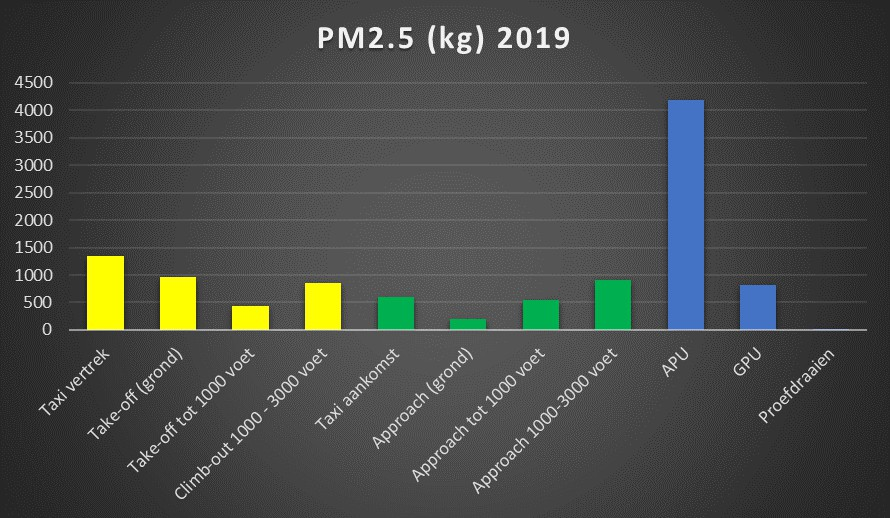 PM2.5 (kg) 2019
4500
4000
3500
3000
2500
2000
1500
1000
500
0
Taxi vertrek
Take-off (grond)
Take-off tot 1000 voet
Climb-out 1000 - 3000 voet
Taxi aankomst
Approach (grond)
Approach tot 1000 voet
Approach 1000-3000 voet
APU
GPU
Proefdraaien